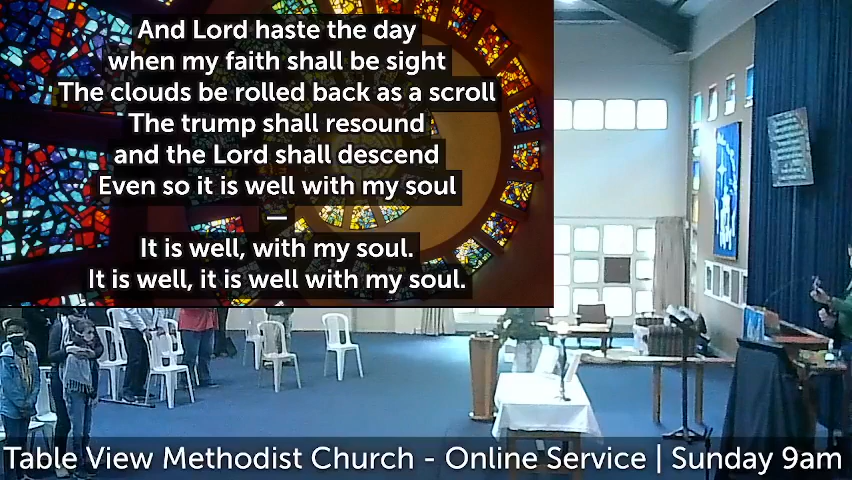 And Lord haste the day
when my faith shall be sight
The clouds be rolled back as a scroll
The trump shall resound
and the Lord shall descend
Even so it is well with my soul
—
It is well, with my soul.
It is well, it is well with my soul.
Table View Methodist Church - Online Service | Sunday 9am